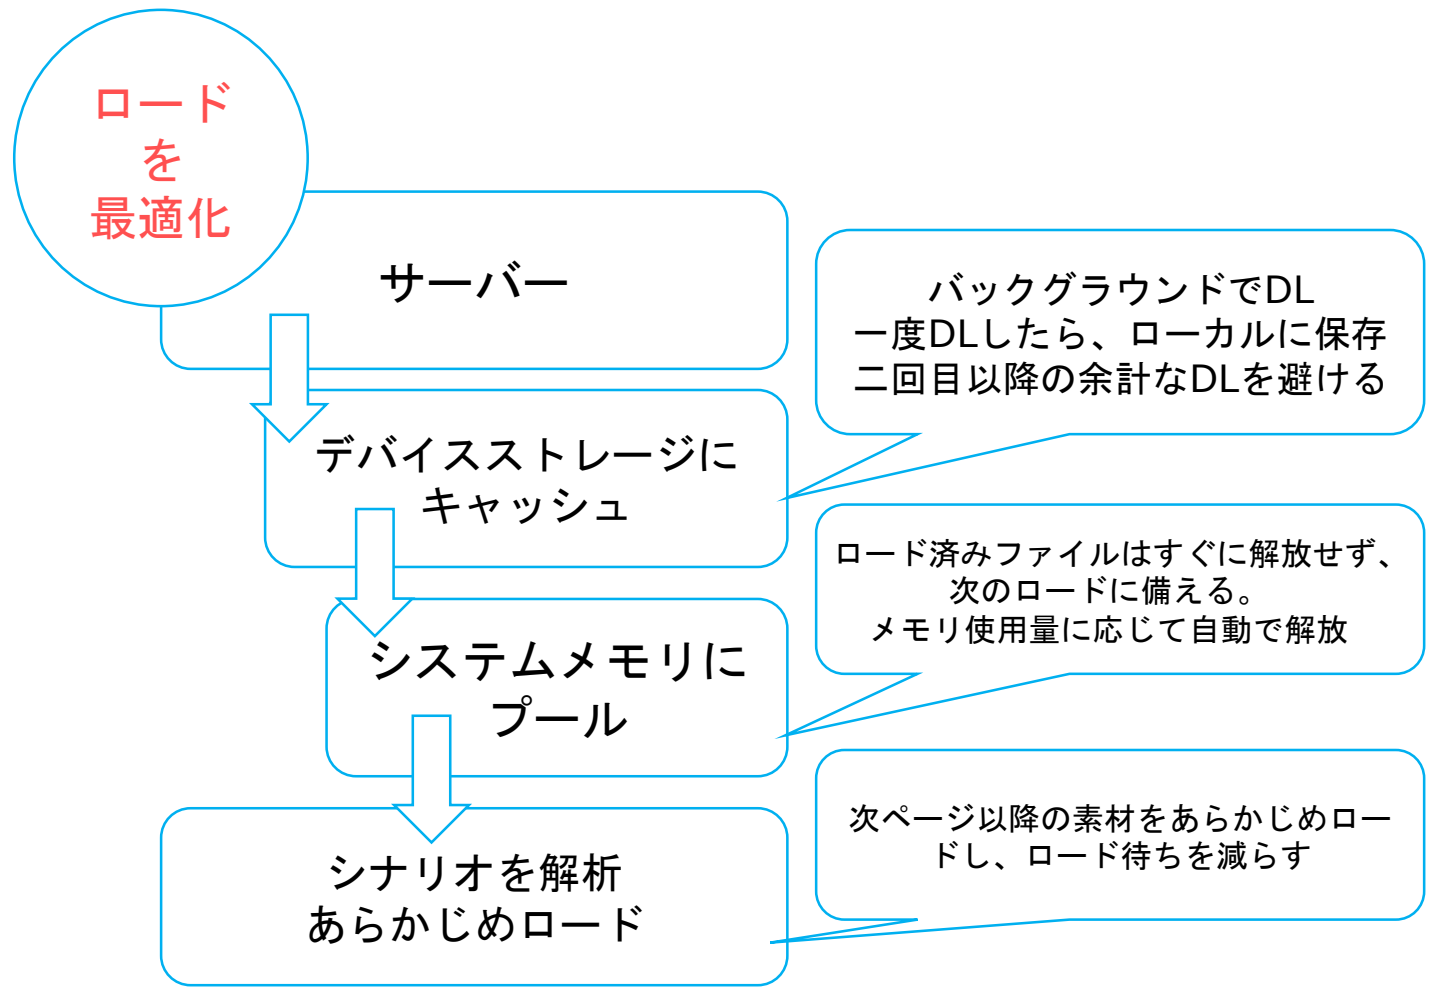 ロード
を
最適化
サーバー
バックグラウンドでDL
一度DLしたら、ローカルに保存
二回目以降の余計なDLを避ける
デバイスストレージに
キャッシュ
ロード済みファイルはすぐに解放せず、
次のロードに備える。
メモリ使用量に応じて自動で解放
システムメモリに
プール
次ページ以降の素材をあらかじめロー
ドし、ロード待ちを減らす
シナリオを解析
あらかじめロード